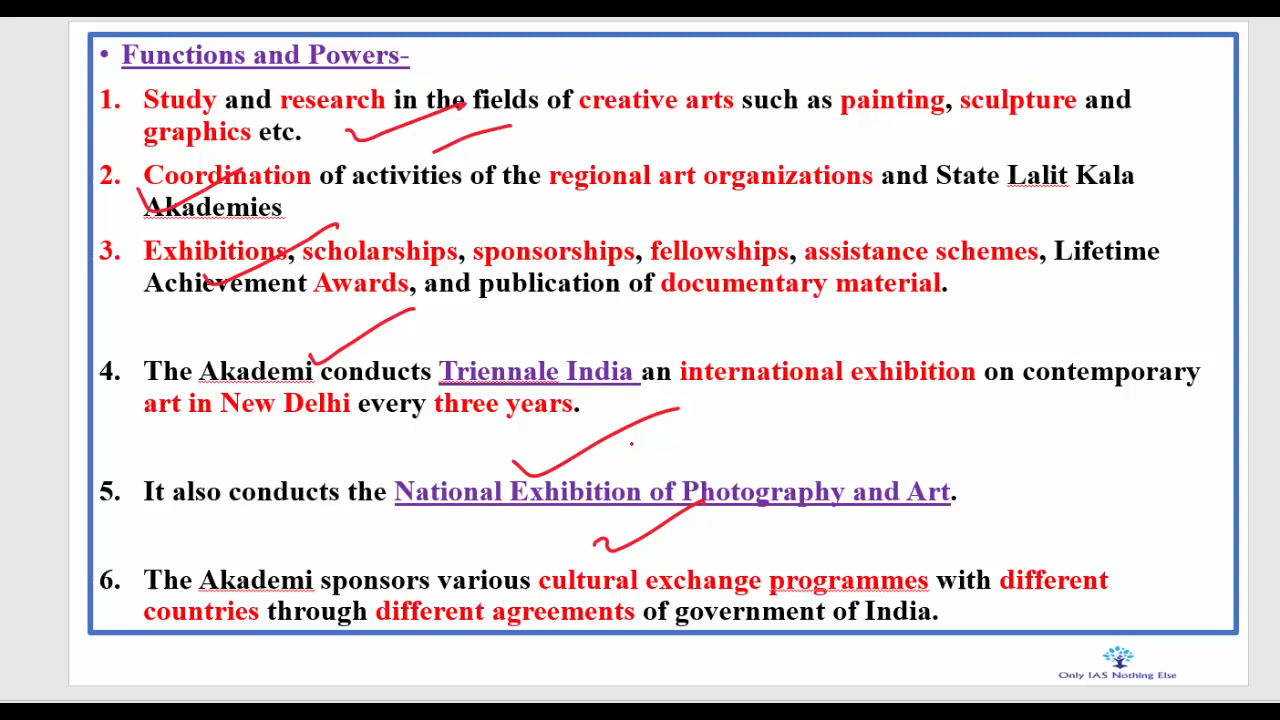 • Functions and Powers-
1. Study and research in the fields of creative arts such as painting, sculpture and
graphics etc.
2. Coordination of activities of the regional art organizations and State Lalit Kala
Akademies
3. Exhibitions, scholarships, sponsorships, fellowships, assistance schemes, Lifetime
Achievement Awards, and publication of documentary material.
4. The Akademi conducts Triennale India an international exhibition on contemporary
art in New Delhi every three years.
5. It also conducts the National Exhibition of Photography and Art.
6. The Akademi sponsors various cultural exchange programmes with different
countries through different agreements of government of India.
Only IAS Nothing Else